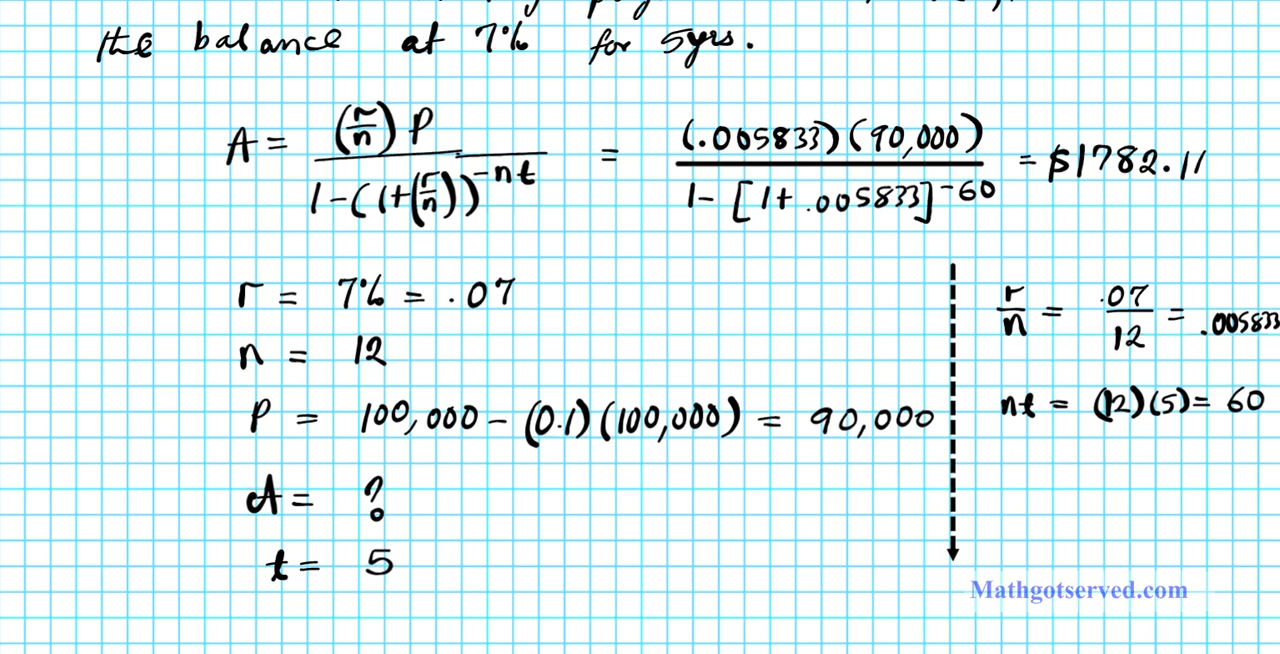 the balance at 7% for 5yrs.
A = (r/n) P / 1-(1+(r/n))^-nt = (.005833)(90,000) / 1-[1+.005833]^-60 = $1782.11
r = 7% = .07
n = 12
P = 100,000 - (0.1)(100,000) = 90,000
A = ?
t = 5
r/n = .07/12 = .005833
nt = (12)(5) = 60
Mathgotserved.com